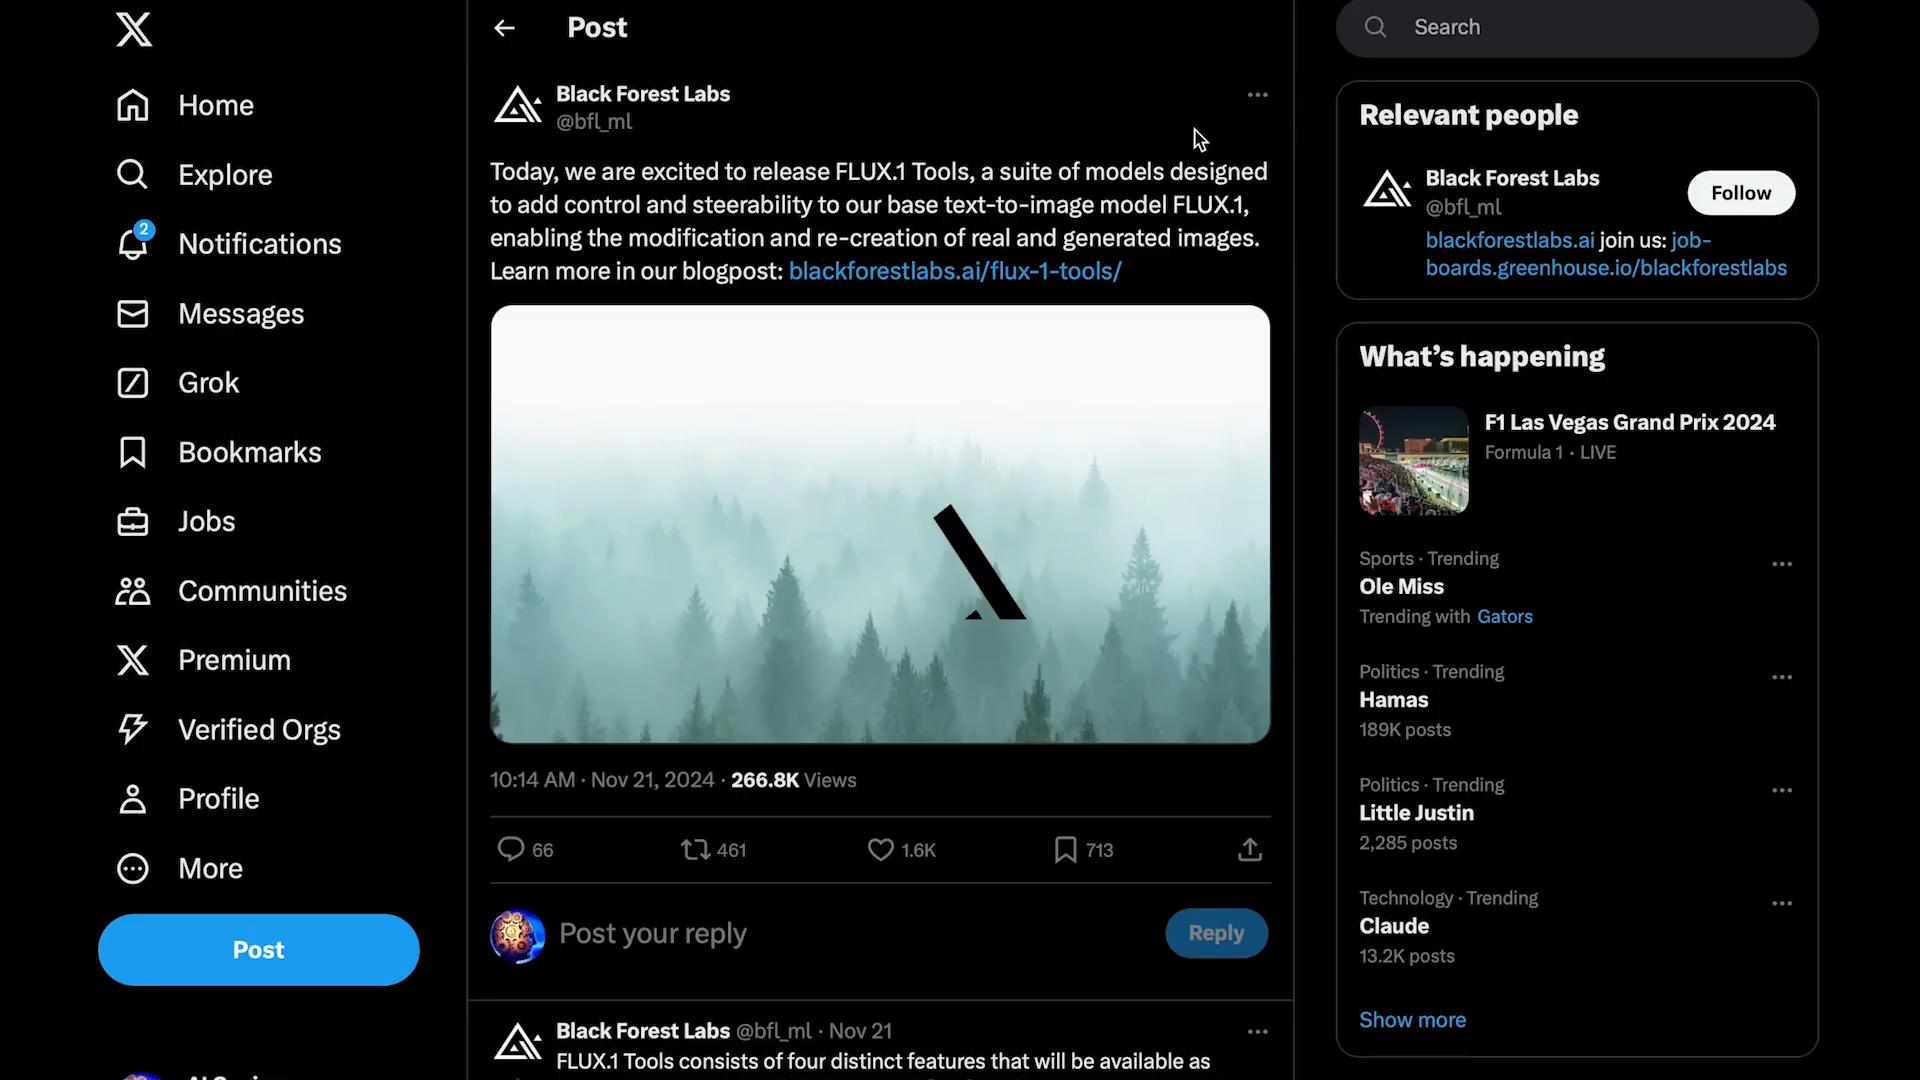 Home
Explore
2
Notifications
Messages
Grok
Bookmarks
Jobs
Communities
Premium
Verified Orgs
Profile
More
Post
Post
Black Forest Labs
@bfl_ml
Today, we are excited to release FLUX.1 Tools, a suite of models designed
to add control and steerability to our base text-to-image model FLUX.1,
enabling the modification and re-creation of real and generated images.
Learn more in our blogpost: blackforestlabs.ai/flux-1-tools/
10:14 AM · Nov 21, 2024 · 266.8K Views
66 461 1.6K 713
Post your reply
Reply
Black Forest Labs @bfl_ml · Nov 21
FLUX.1 Tools consists of four distinct features that will be available as
Search
Relevant people
Black Forest Labs
@bfl_ml
Follow
blackforestlabs.ai join us: job-
boards.greenhouse.io/blackforestlabs
What's happening
F1 Las Vegas Grand Prix 2024
Formula 1 · LIVE
Sports · Trending
Ole Miss
Trending with Gators
Politics · Trending
Hamas
189K posts
Politics · Trending
Little Justin
2,285 posts
Technology · Trending
Claude
13.2K posts
Show more